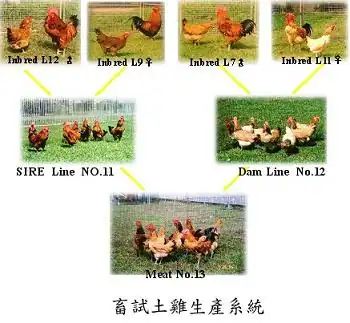 Inbred L12 ♂
Inbred L9 ♀
Inbred L7 ♂
Inbred L11 ♀
SIRE Line NO.11
Dam Line No.12
Meat No.13
畜試土雞生產系統